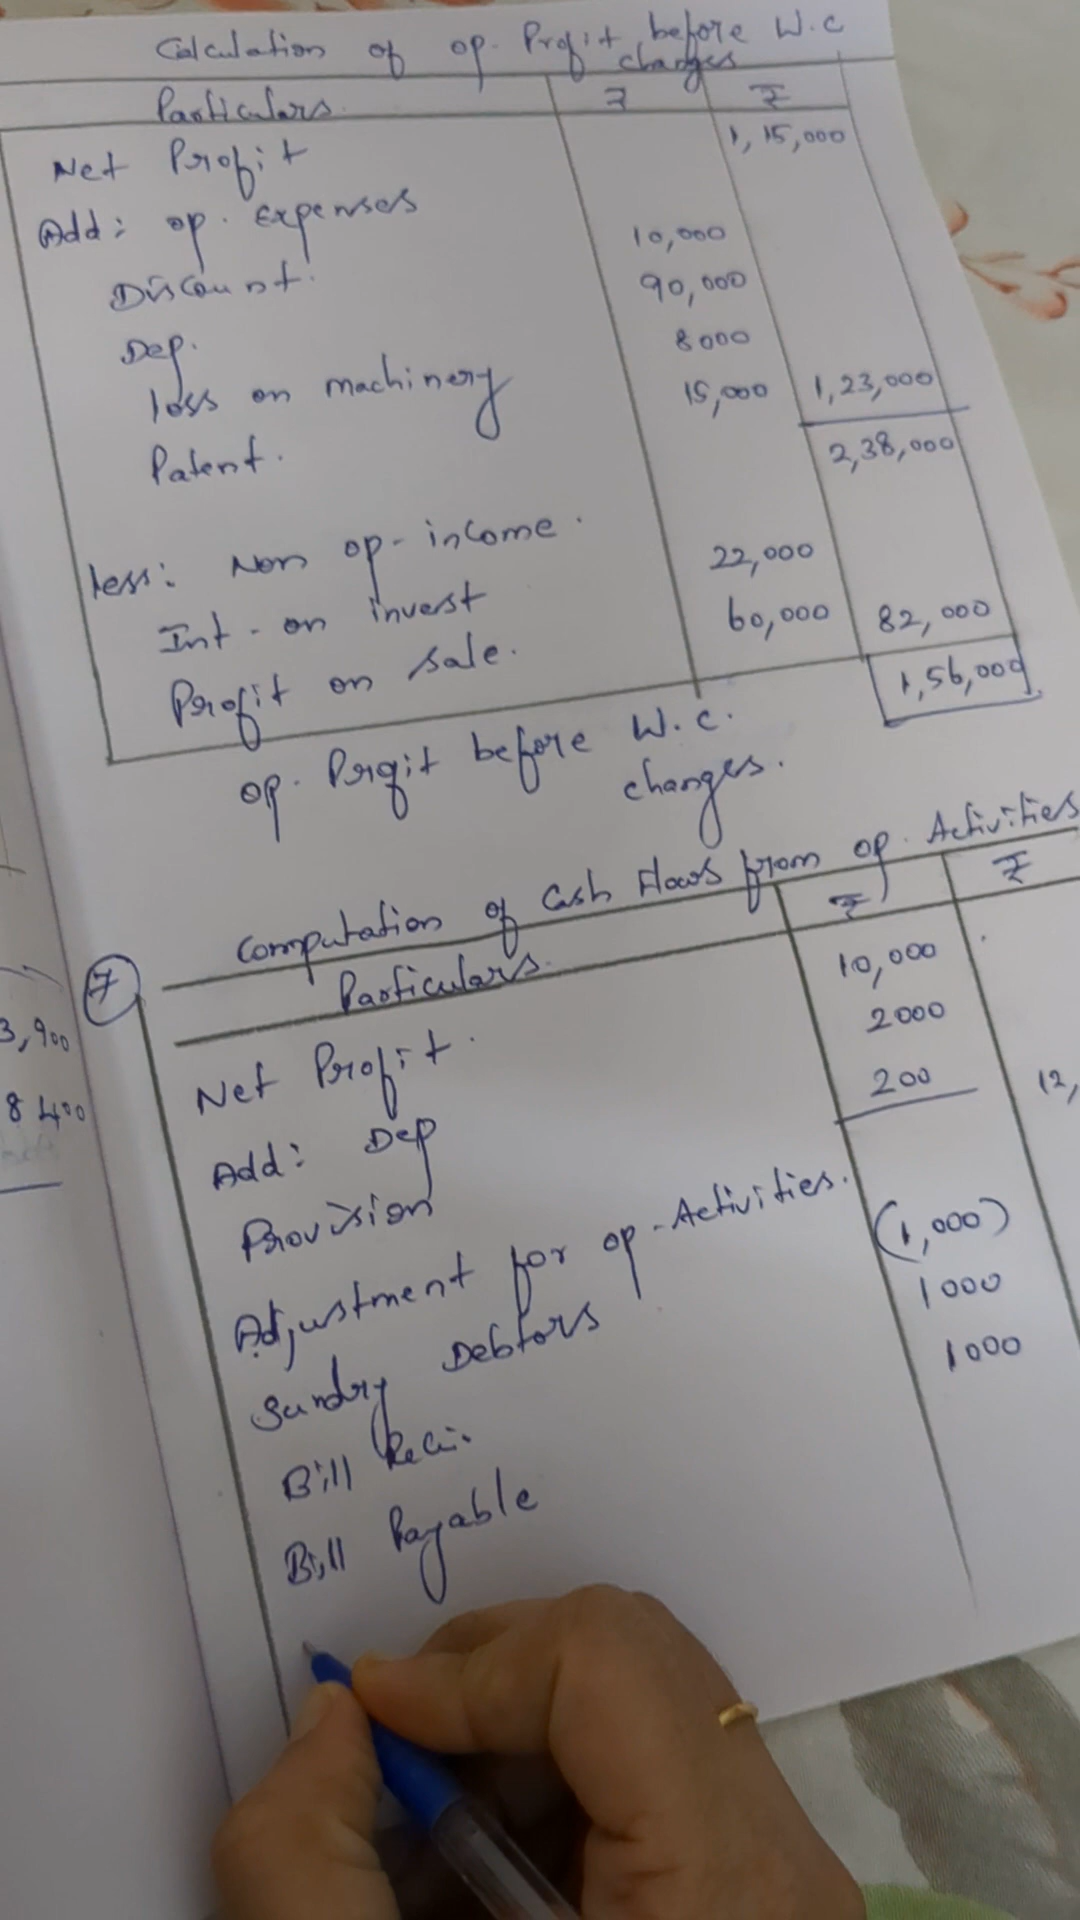 Calculation of op. Profit before W.C
changes
Particulars. ₹ ₹
Net Profit 1,15,000
Add: op. expenses
Discount. 10,000
Dep. 90,000
loss on machinery 8000
Patent. 15,000 1,23,000
2,38,000
less: Non op-income.
Int-on invest 22,000
Profit on sale. 60,000 82,000
op. Profit before W.C. 1,56,000
changes.
7 Computation of Cash Flows from op. Activities
Particulars. ₹ ₹
Net Profit. 10,000
Add: Dep 2000
Provision 200 12,
Adjustment for op-Activities.
Sundry Debtors (1,000)
Bill 1000
Bill Payable 1000
3,900
8400